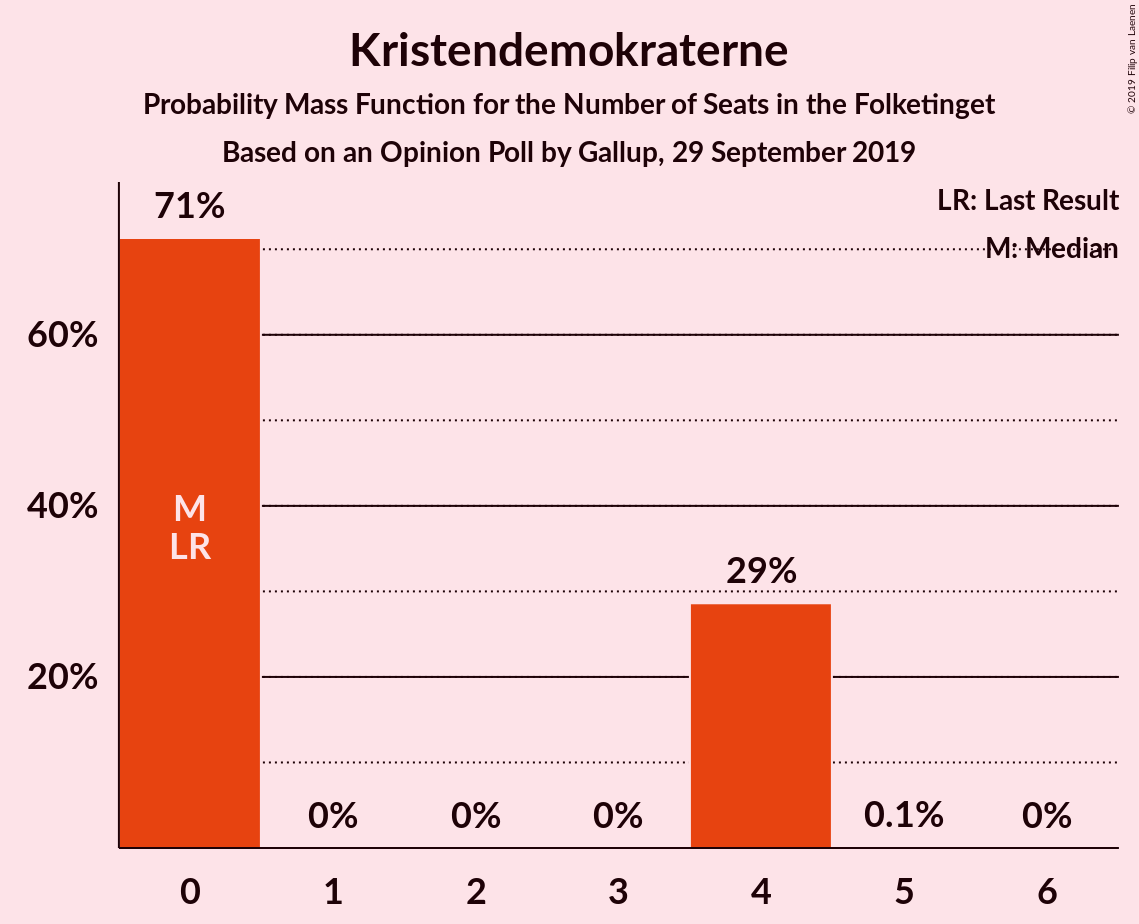 Kristendemokraterne
Probability Mass Function for the Number of Seats in the Folketinget
Based on an Opinion Poll by Gallup, 29 September 2019
© 2019 Filip van Laenen
LR: Last Result
M: Median
71%
60%
40%
20%
M
LR
0%
0%
0%
29%
0.1%
0%
0
1
2
3
4
5
6